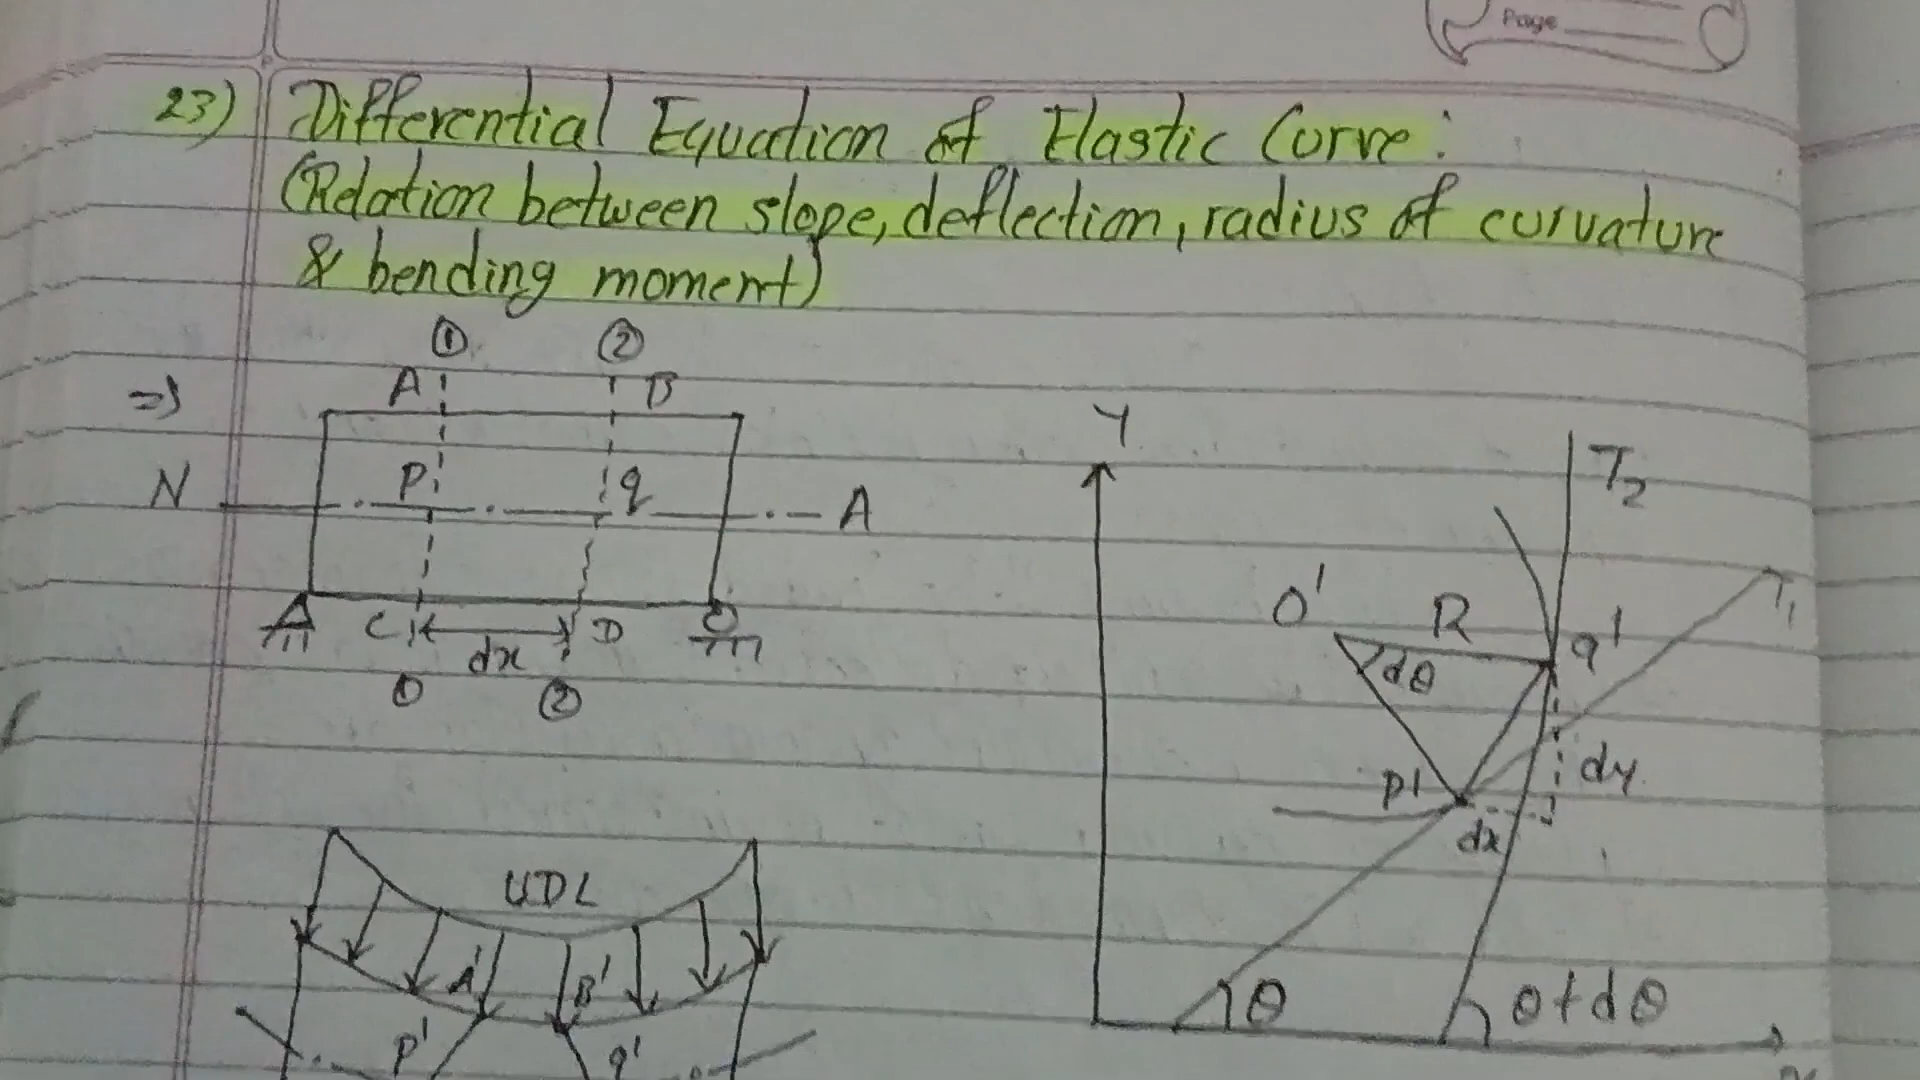 Page
23) Differential Equation of Elastic Curve:
(Relation between slope, deflection, radius of curvature
& bending moment)
① ②
A B
=>
N P q A
C dx D
① ②
Y
T2
T1
O' R q'
dθ
P' dy
dx
θ θ+dθ
UDL
A' B'
P' q'